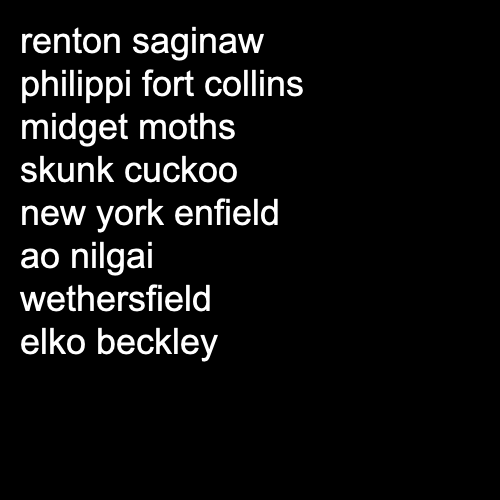 renton saginaw
philippi fort collins
midget moths
skunk cuckoo
new york enfield
ao nilgai
wethersfield
elko beckley